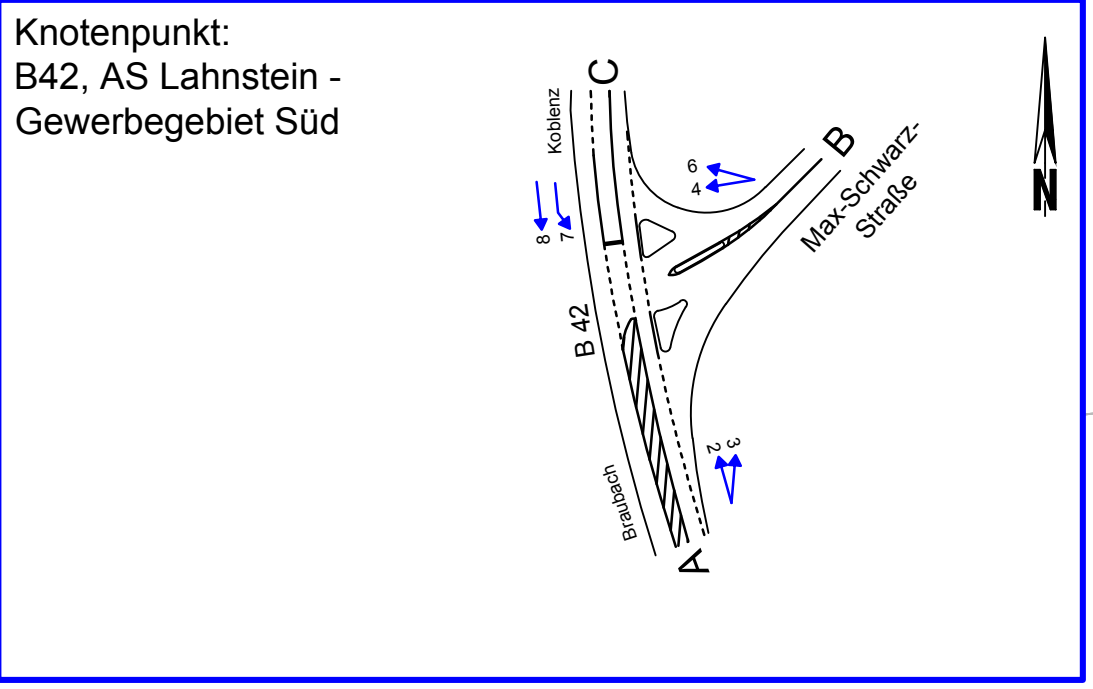 Knotenpunkt:
B42, AS Lahnstein -
Gewerbegebiet Süd
Koblenz
C
B
Max-Schwarz-
Straße
N
6
4
8
7
B 42
2
3
Braubach
A